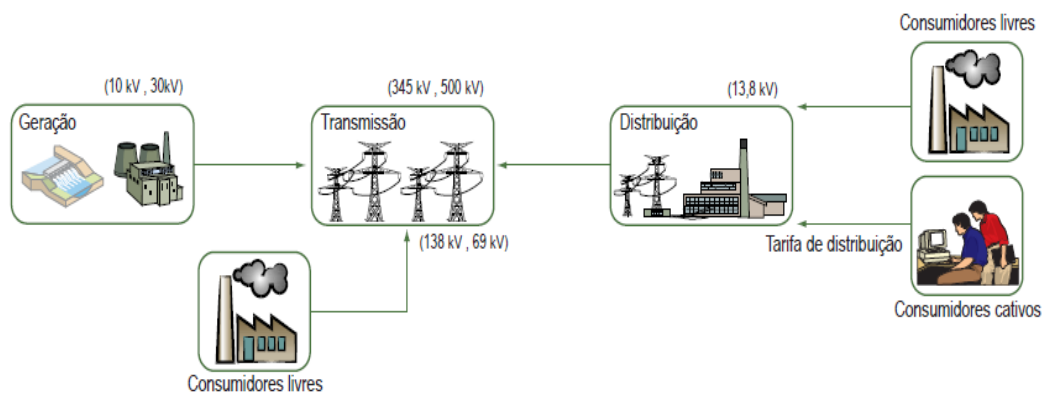 Consumidores livres
(10 kV , 30kV)
(345 kV , 500 kV)
(13,8 kV)
Geração
Transmissão
Distribuição
(138 kV , 69 kV)
Tarifa de distribuição
Consumidores cativos
Consumidores livres